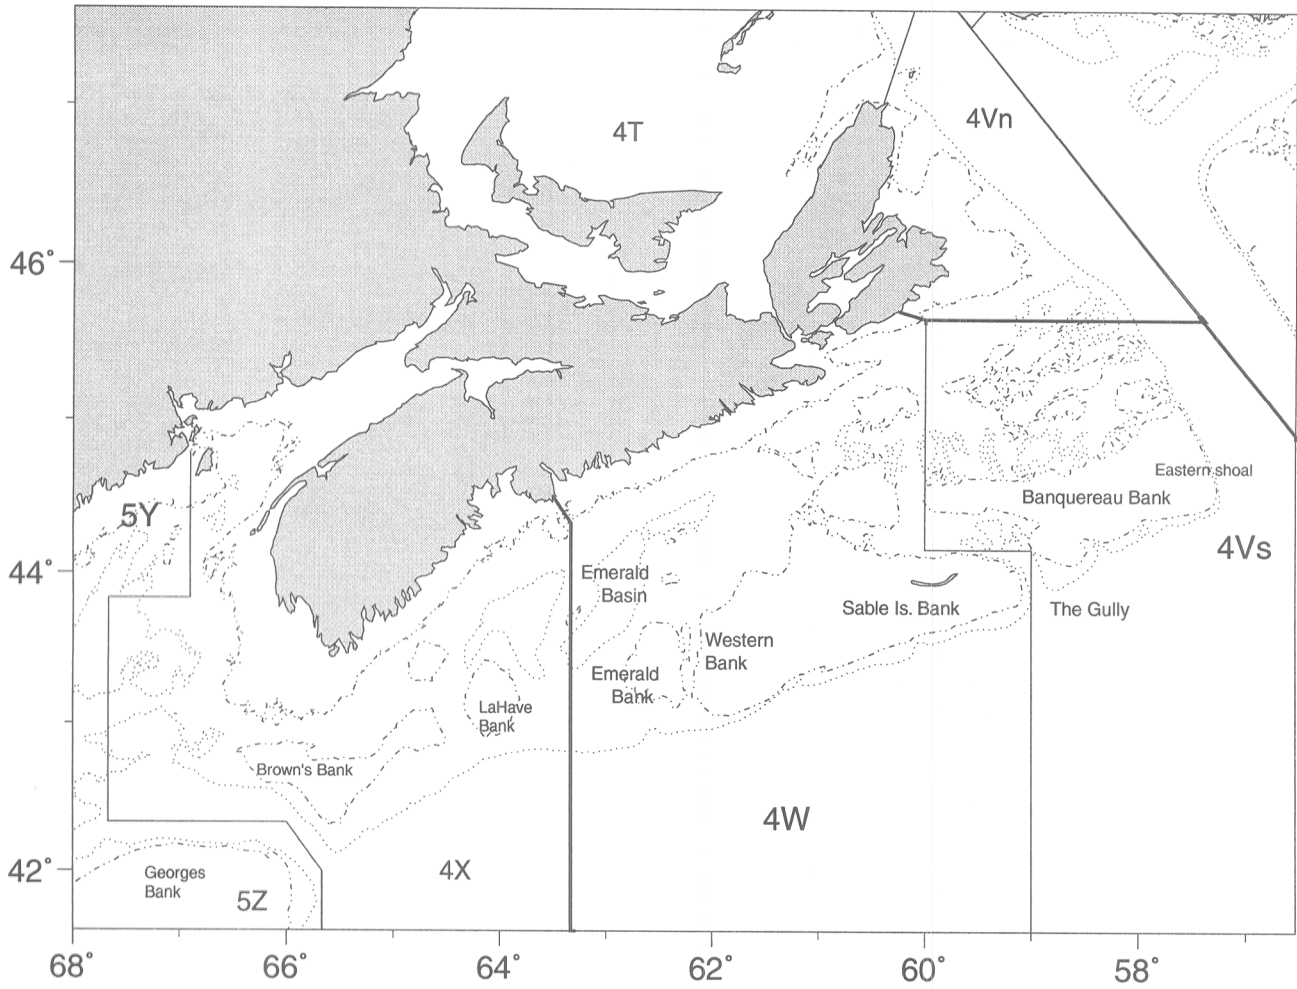 4T
4Vn
46°
Eastern shoal
Banquereau Bank
5Y
4Vs
44°
Emerald
Basin
Sable Is. Bank
The Gully
Western
Bank
Emerald
Bank
LaHave
Bank
Brown's Bank
4W
42°
Georges
Bank
4X
5Z
68°
66°
64°
62°
60°
58°